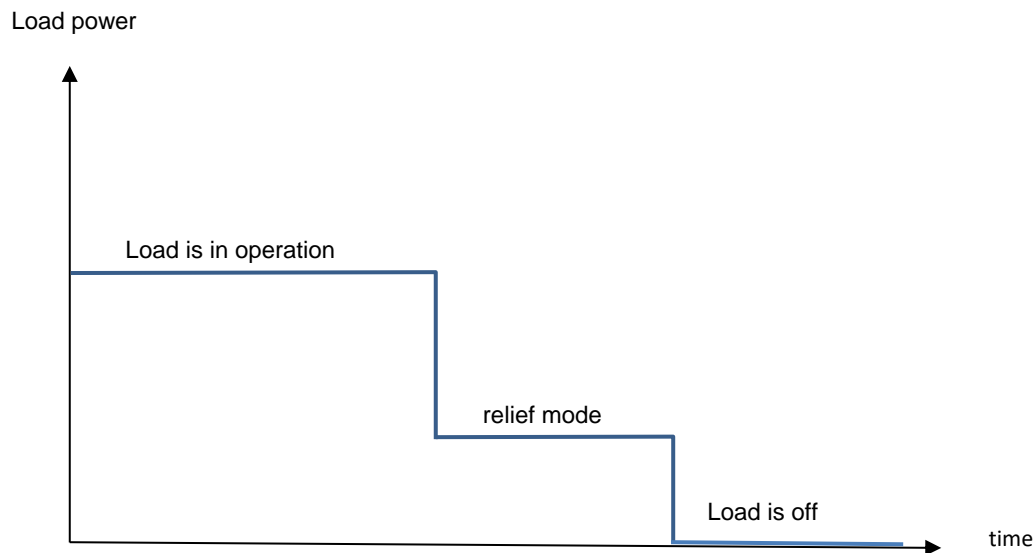 Load power
Load is in operation
relief mode
Load is off
time